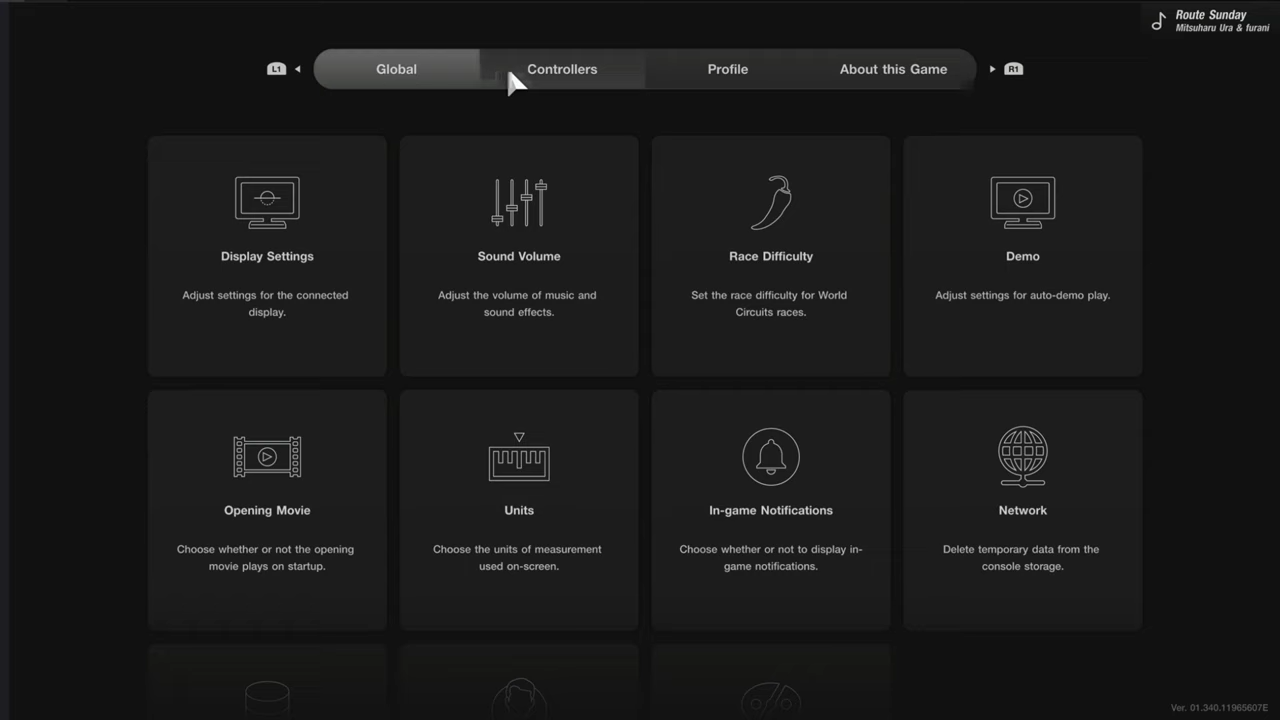 Route Sunday
Mitsuharu Ura & furani
L1
Global
Controllers
Profile
About this Game
R1
Display Settings
Adjust settings for the connected
display.
Sound Volume
Adjust the volume of music and
sound effects.
Race Difficulty
Set the race difficulty for World
Circuits races.
Demo
Adjust settings for auto-demo play.
Opening Movie
Choose whether or not the opening
movie plays on startup.
Units
Choose the units of measurement
used on-screen.
In-game Notifications
Choose whether or not to display in-
game notifications.
Network
Delete temporary data from the
console storage.
Ver. 01.340.11965607E